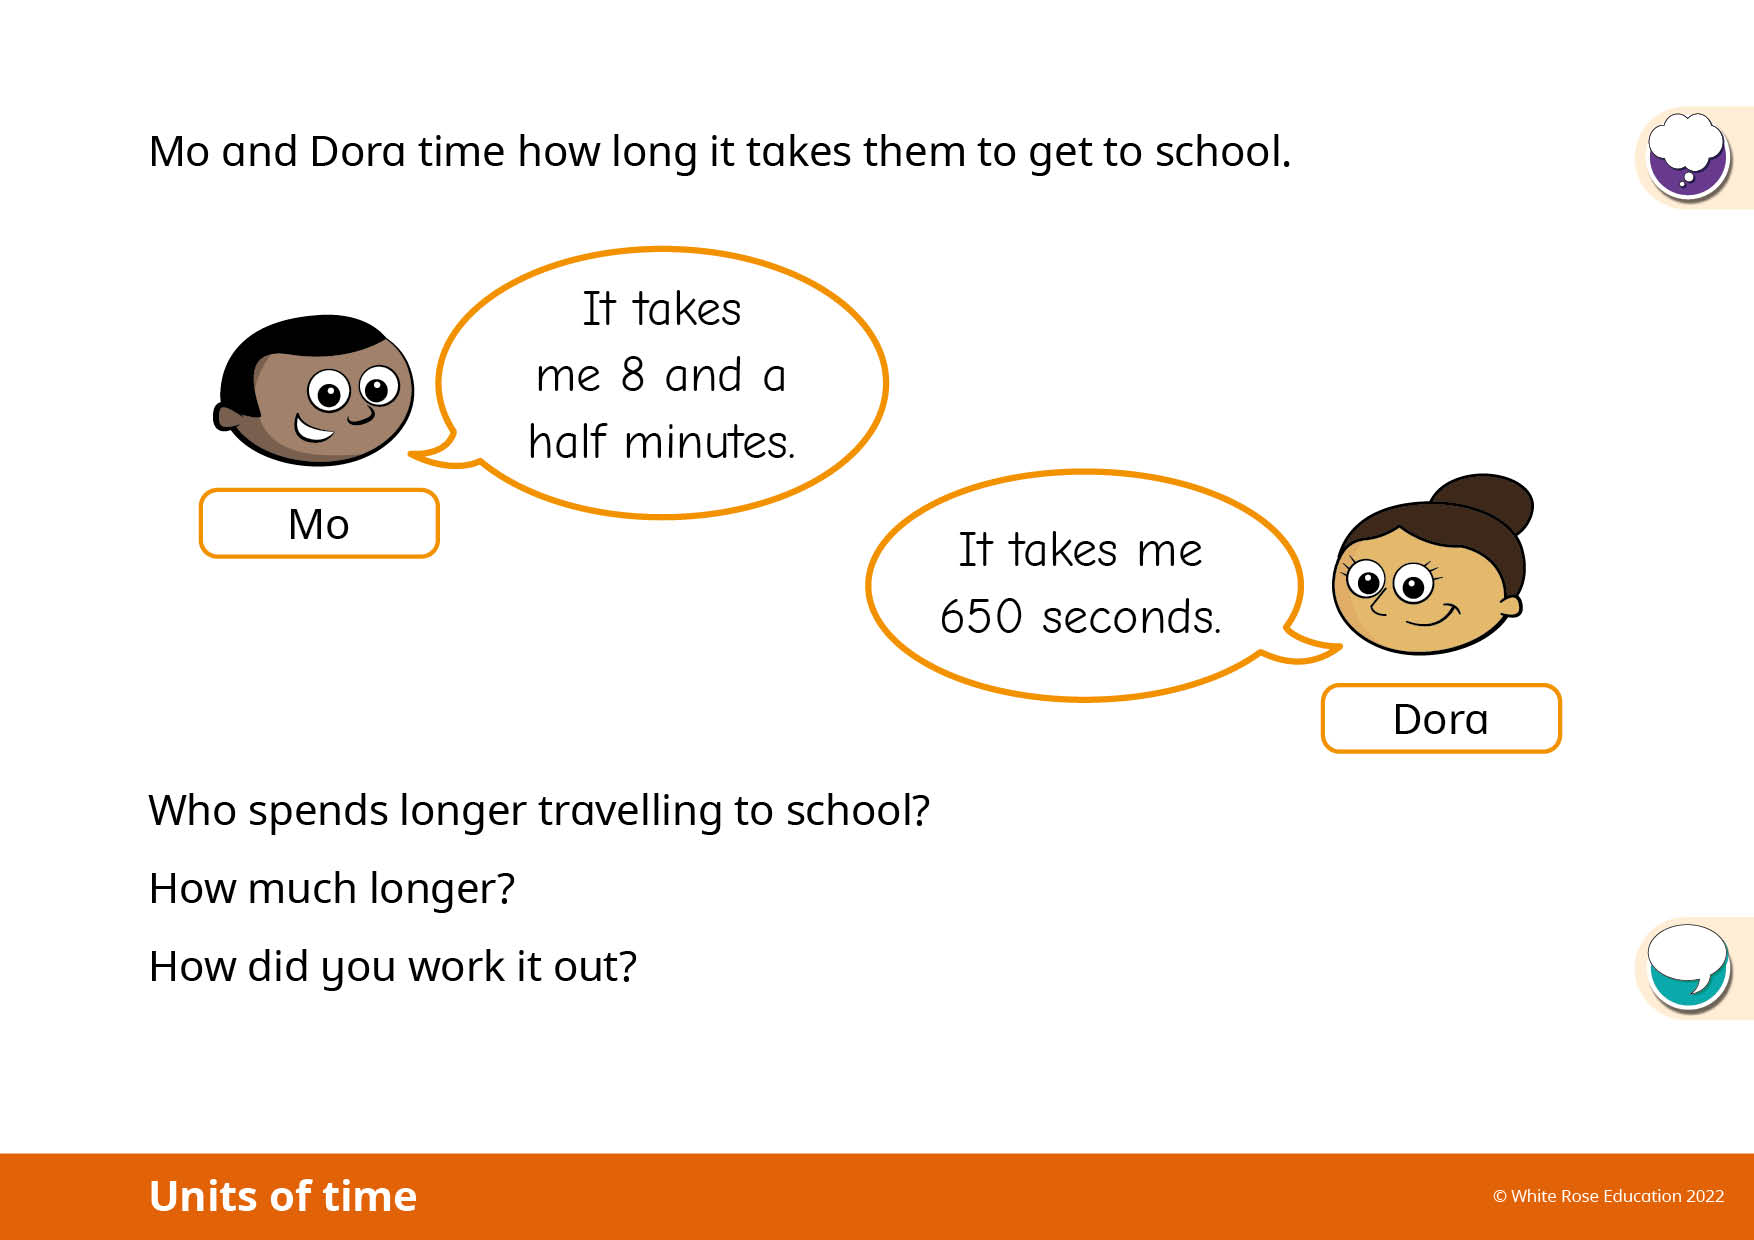 Mo and Dora time how long it takes them to get to school.
It takes
me 8 and a
half minutes.
Mo
It takes me
650 seconds.
Dora
Who spends longer travelling to school?
How much longer?
How did you work it out?
Units of time
© White Rose Education 2022